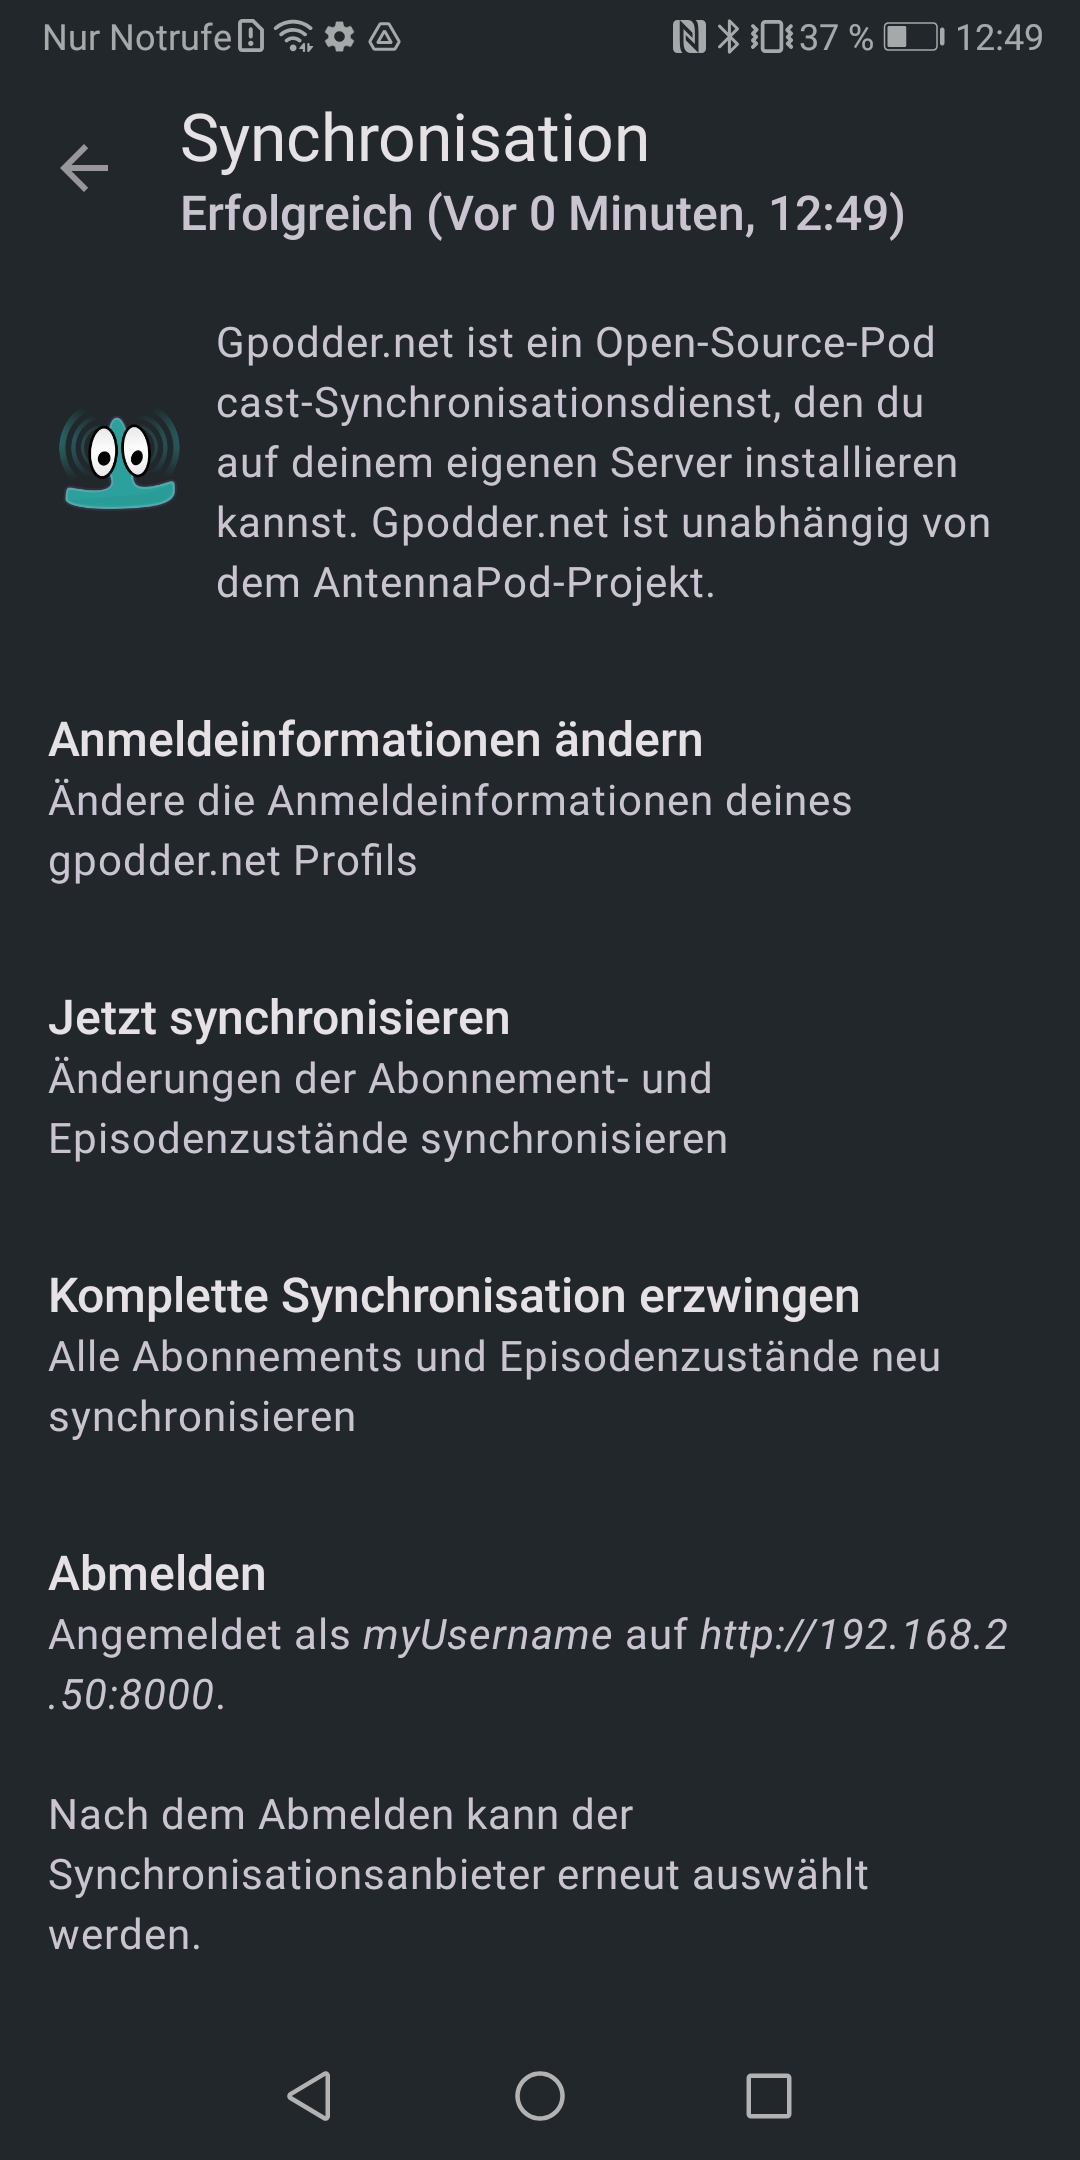 Nur Notrufe 37 % 12:49
Synchronisation
Erfolgreich (Vor 0 Minuten, 12:49)
Gpodder.net ist ein Open-Source-Pod
cast-Synchronisationsdienst, den du
auf deinem eigenen Server installieren
kannst. Gpodder.net ist unabhängig von
dem AntennaPod-Projekt.
Anmeldeinformationen ändern
Ändere die Anmeldeinformationen deines
gpodder.net Profils
Jetzt synchronisieren
Änderungen der Abonnement- und
Episodenzustände synchronisieren
Komplette Synchronisation erzwingen
Alle Abonnements und Episodenzustände neu
synchronisieren
Abmelden
Angemeldet als myUsername auf http://192.168.2
.50:8000.
Nach dem Abmelden kann der
Synchronisationsanbieter erneut auswählt
werden.